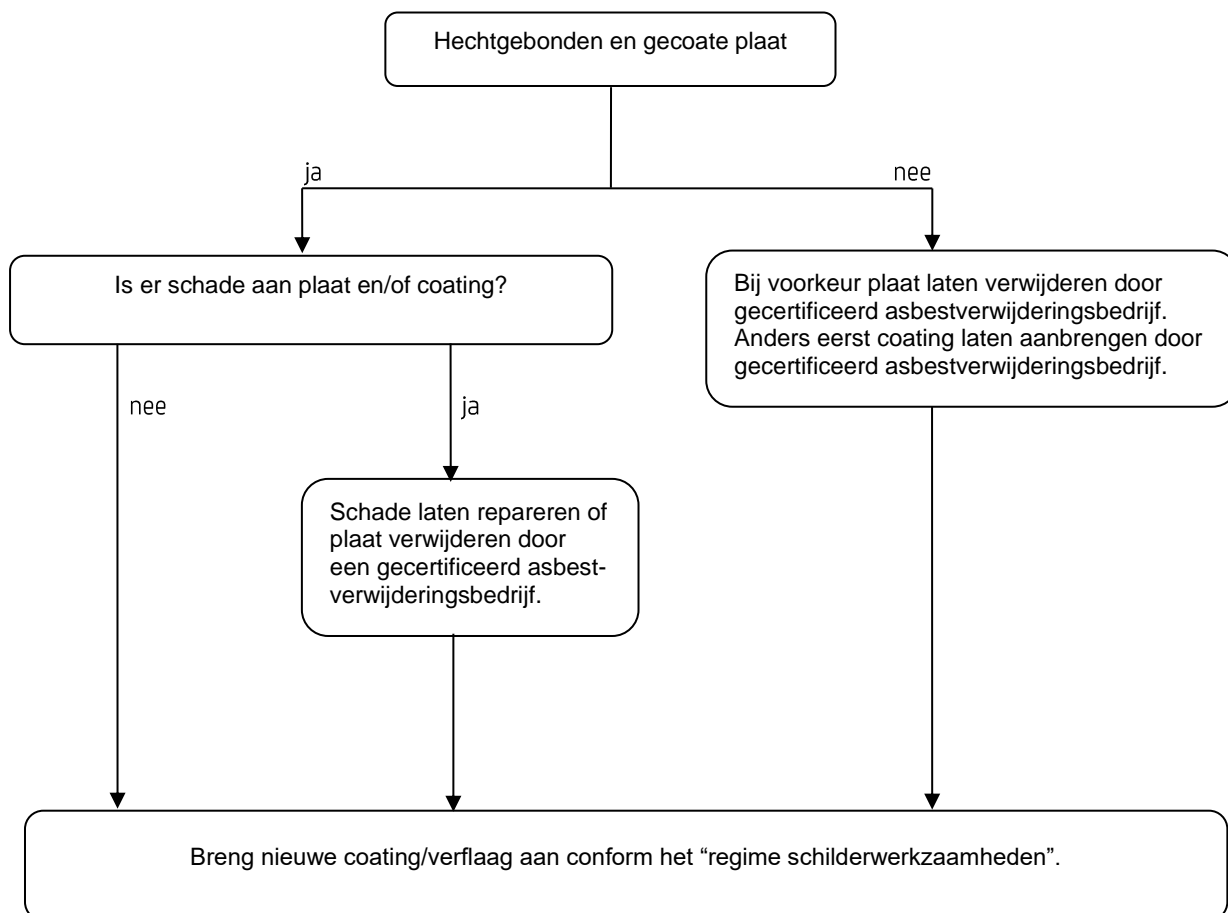 Hechtgebonden en gecoate plaat
ja
nee
Is er schade aan plaat en/of coating?
Bij voorkeur plaat laten verwijderen door
gecertificeerd asbestverwijderingsbedrijf.
Anders eerst coating laten aanbrengen door
gecertificeerd asbestverwijderingsbedrijf.
nee
ja
Schade laten repareren of
plaat verwijderen door
een gecertificeerd asbest-
verwijderingsbedrijf.
Breng nieuwe coating/verflaag aan conform het “regime schilderwerkzaamheden”.